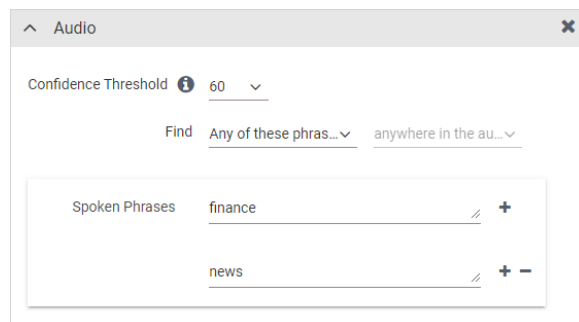 Audio
Confidence Threshold 60
Find Any of these phras... anywhere in the au...
Spoken Phrases finance
news